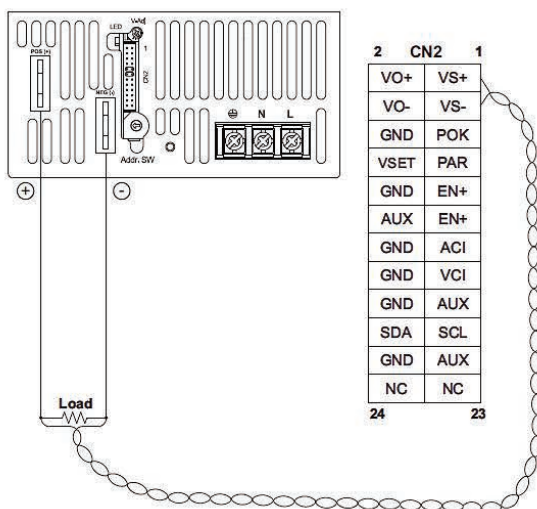 LED
V-Adj
POS (+)
1
CN2
NEG (-)
N L
Addr. SW
+ -
Load
2 CN2 1
VO+ VS+
VO- VS-
GND POK
VSET PAR
GND EN+
AUX EN+
GND ACI
GND VCI
GND AUX
SDA SCL
GND AUX
NC NC
24 23